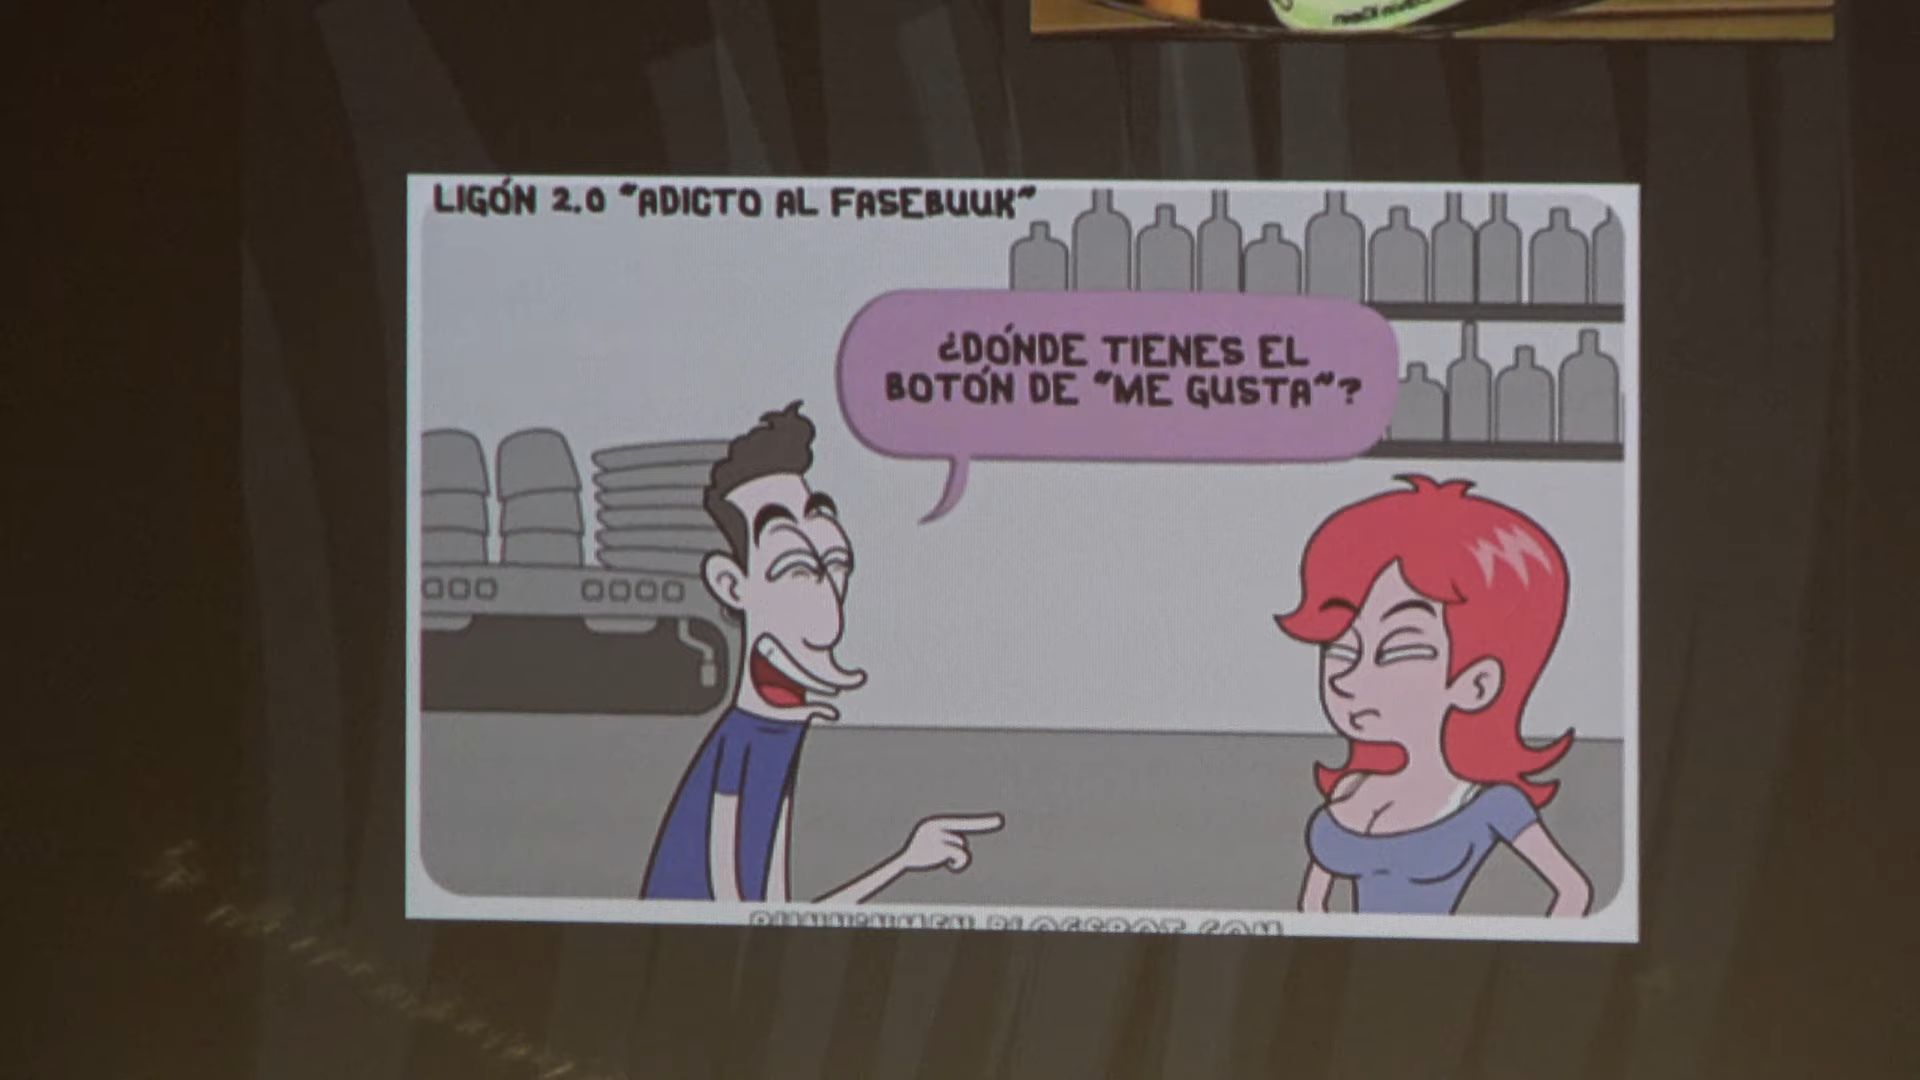 LIGÓN 2.0 "ADICTO AL FASEBUUK"
¿DÓNDE TIENES EL
BOTÓN DE "ME GUSTA"?